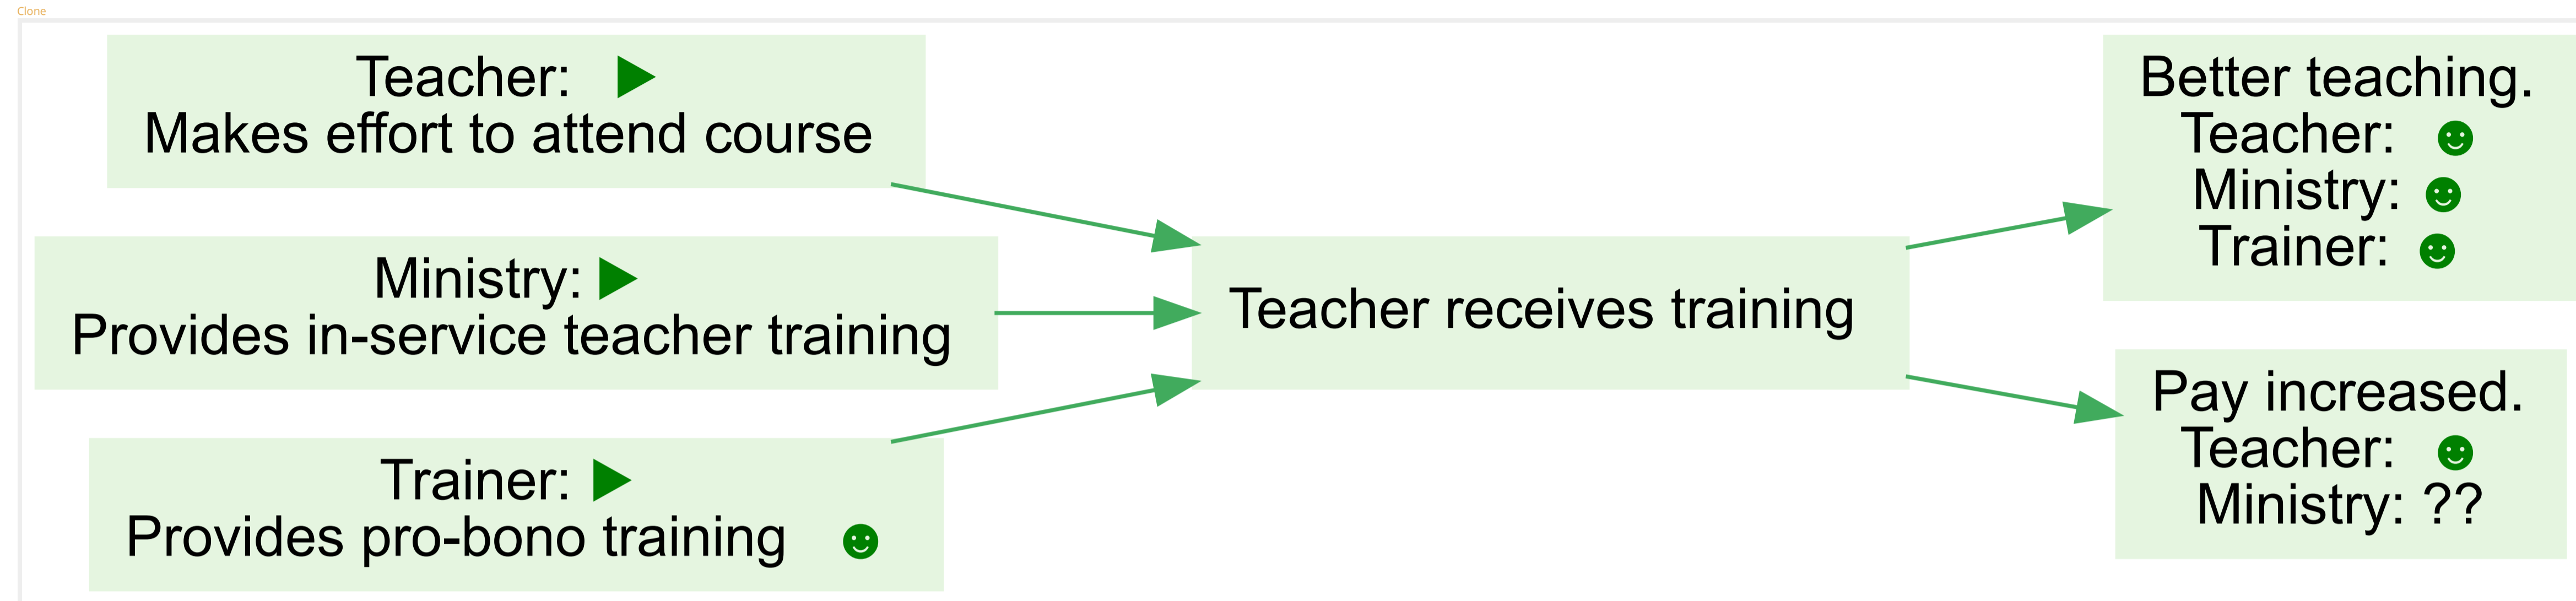 Clone
Teacher: ▶
Makes effort to attend course
Ministry: ▶
Provides in-service teacher training
Trainer: ▶
Provides pro-bono training ☻
Teacher receives training
Better teaching.
Teacher: ☻
Ministry: ☻
Trainer: ☻
Pay increased.
Teacher: ☻
Ministry: ??